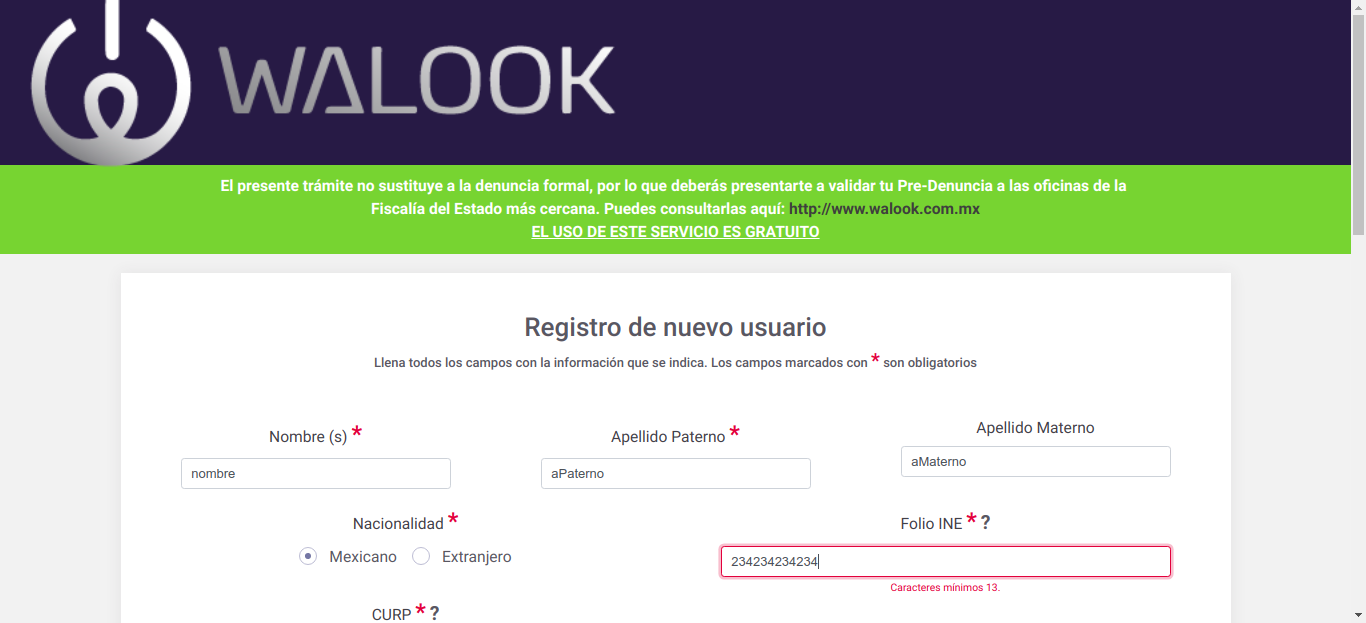 WALOOK
El presente trámite no sustituye a la denuncia formal, por lo que deberás presentarte a validar tu Pre-Denuncia a las oficinas de la
Fiscalía del Estado más cercana. Puedes consultarlas aquí: http://www.walook.com.mx
EL USO DE ESTE SERVICIO ES GRATUITO
Registro de nuevo usuario
Llena todos los campos con la información que se indica. Los campos marcados con * son obligatorios
Nombre (s) *
nombre
Apellido Paterno *
aPaterno
Apellido Materno
aMaterno
Nacionalidad *
Mexicano
Extranjero
Folio INE * ?
234234234234
Caracteres mínimos 13.
CURP * ?